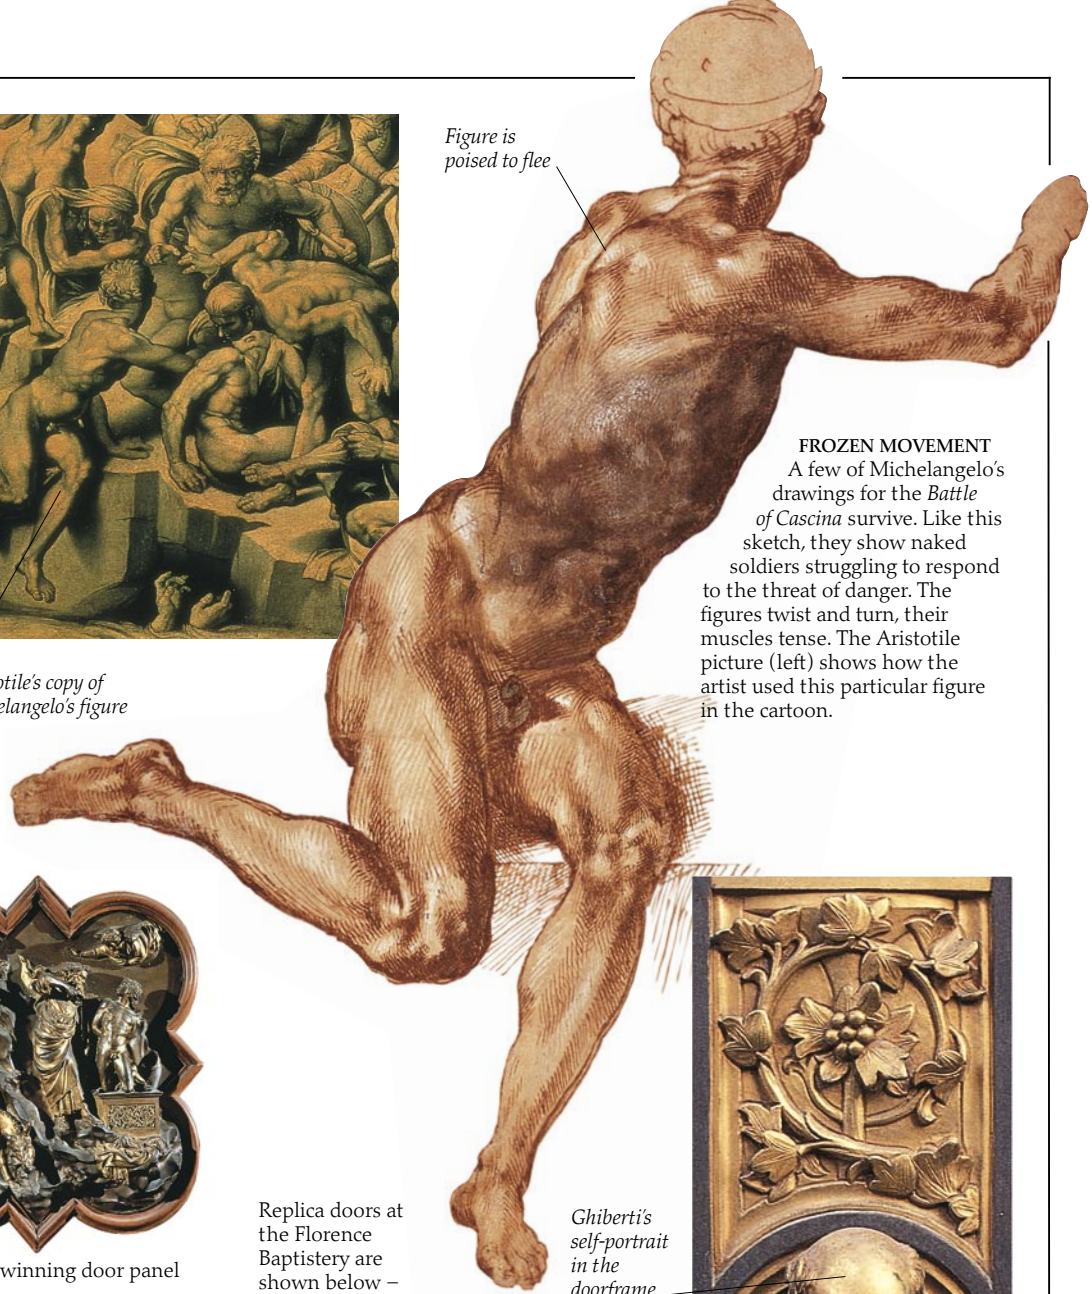 Figure is
poised to flee
FROZEN MOVEMENT
A few of Michelangelo’s
drawings for the Battle
of Cascina survive. Like this
sketch, they show naked
soldiers struggling to respond
to the threat of danger. The
figures twist and turn, their
muscles tense. The Aristotile
picture (left) shows how the
artist used this particular figure
in the cartoon.
otile’s copy of
elangelo’s figure
winning door panel
Replica doors at
the Florence
Baptistery are
shown below –
Ghiberti’s
self-portrait
in the
doorframe